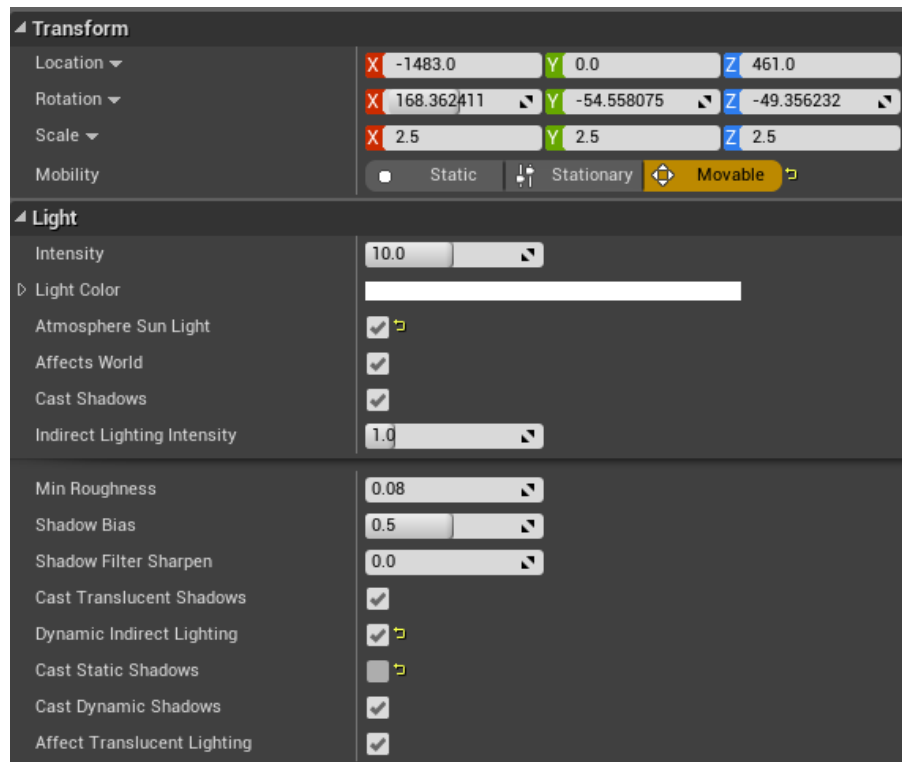 Transform
Location X -1483.0 Y 0.0 Z 461.0
Rotation X 168.362411 Y -54.558075 Z -49.356232
Scale X 2.5 Y 2.5 Z 2.5
Mobility Static Stationary Movable
Light
Intensity 10.0
Light Color
Atmosphere Sun Light
Affects World
Cast Shadows
Indirect Lighting Intensity 1.0
Min Roughness 0.08
Shadow Bias 0.5
Shadow Filter Sharpen 0.0
Cast Translucent Shadows
Dynamic Indirect Lighting
Cast Static Shadows
Cast Dynamic Shadows
Affect Translucent Lighting